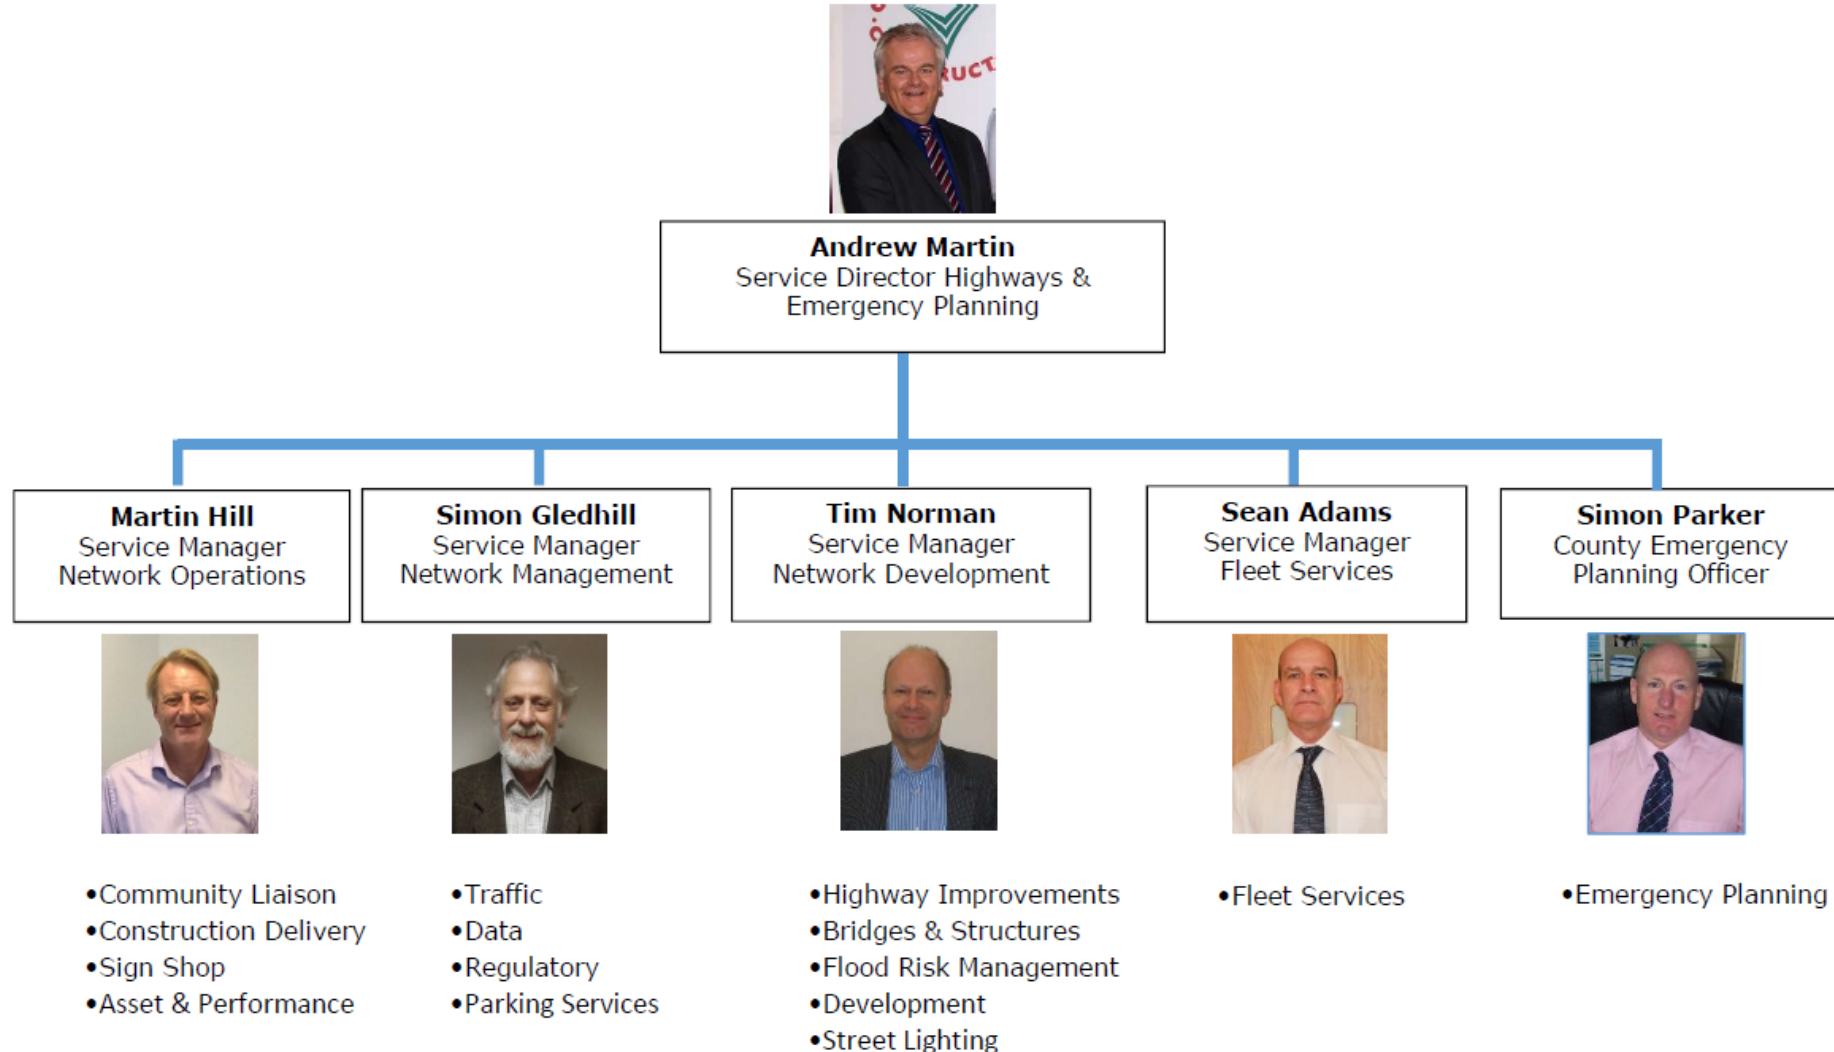 RUCT
Andrew Martin
Service Director Highways &
Emergency Planning
Martin Hill
Service Manager
Network Operations
Simon Gledhill
Service Manager
Network Management
Tim Norman
Service Manager
Network Development
Sean Adams
Service Manager
Fleet Services
Simon Parker
County Emergency
Planning Officer
•Community Liaison
•Construction Delivery
•Sign Shop
•Asset & Performance
•Traffic
•Data
•Regulatory
•Parking Services
•Highway Improvements
•Bridges & Structures
•Flood Risk Management
•Development
•Street Lighting
•Fleet Services
•Emergency Planning